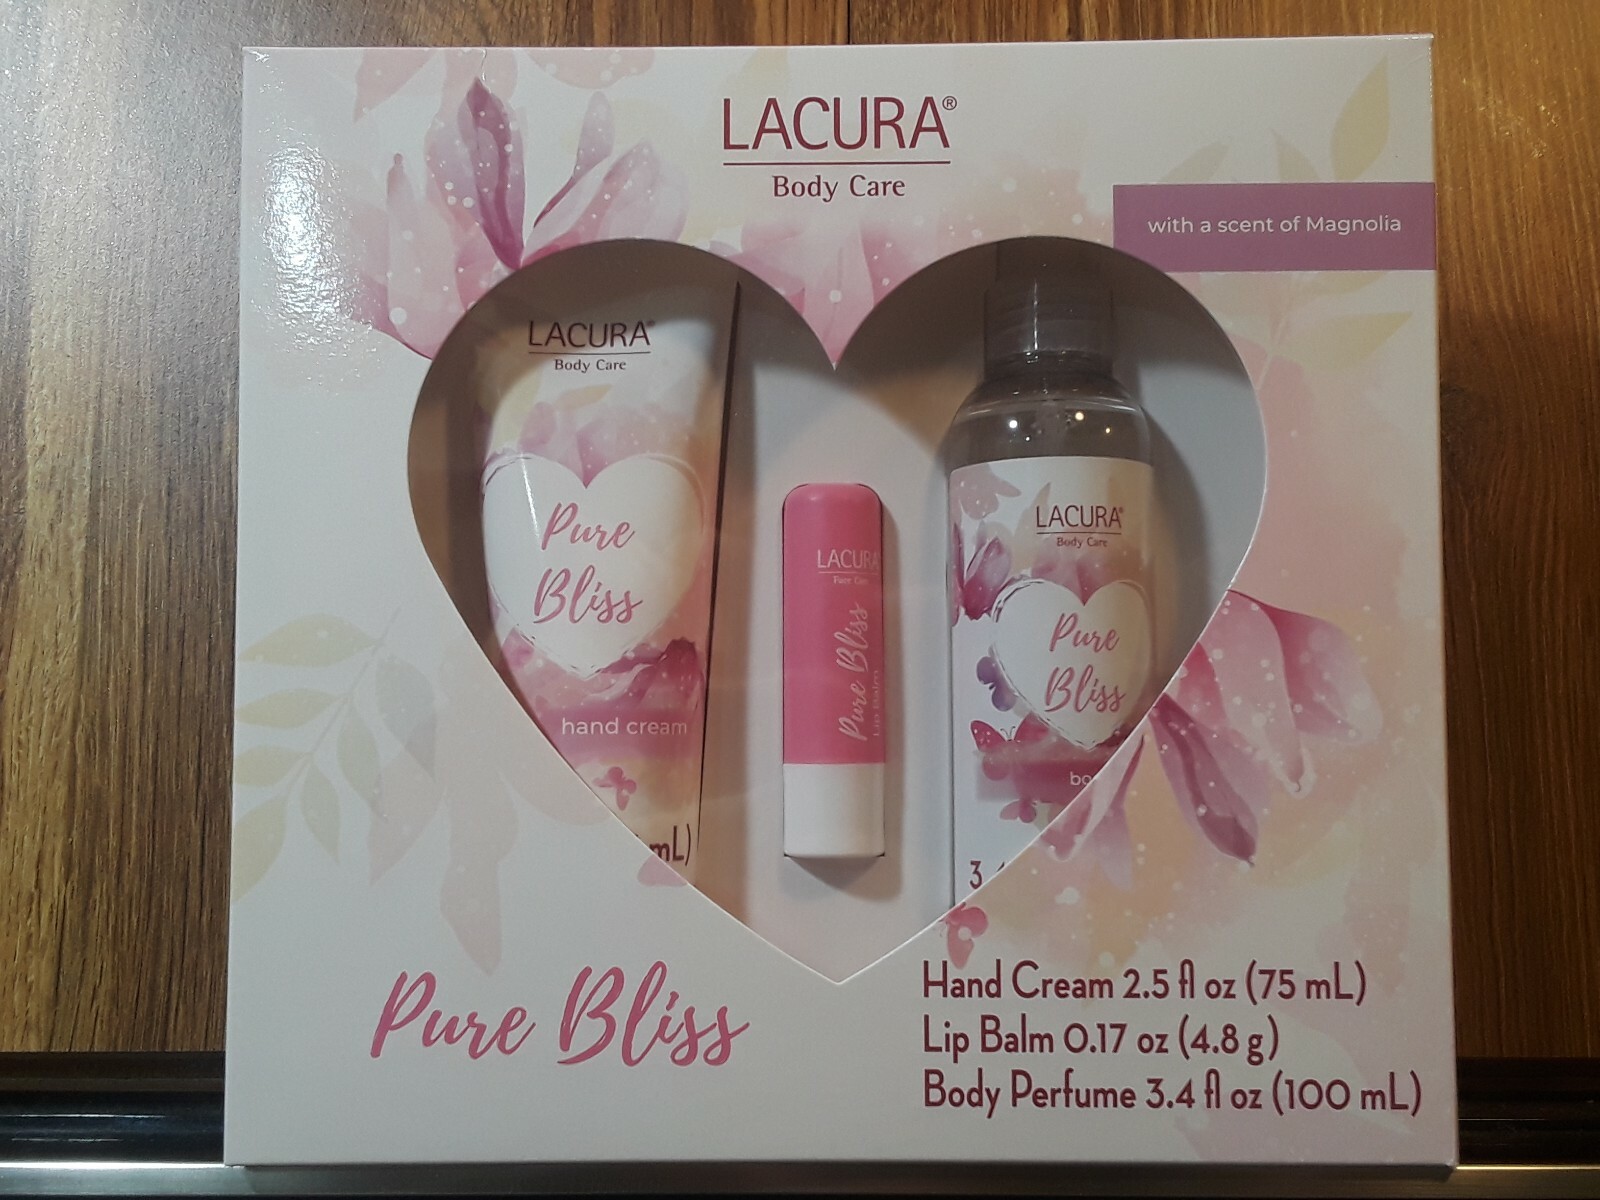 LACURA®
Body Care
with a scent of Magnolia
LACURA®
Body Care
Pure
Bliss
hand cream
mL)
LACURA
Face Care
Pure Bliss
Lip Balm
LACURA®
Body Care
Pure
Bliss
bo
3
Pure Bliss
Hand Cream 2.5 fl oz (75 mL)
Lip Balm 0.17 oz (4.8 g)
Body Perfume 3.4 fl oz (100 mL)